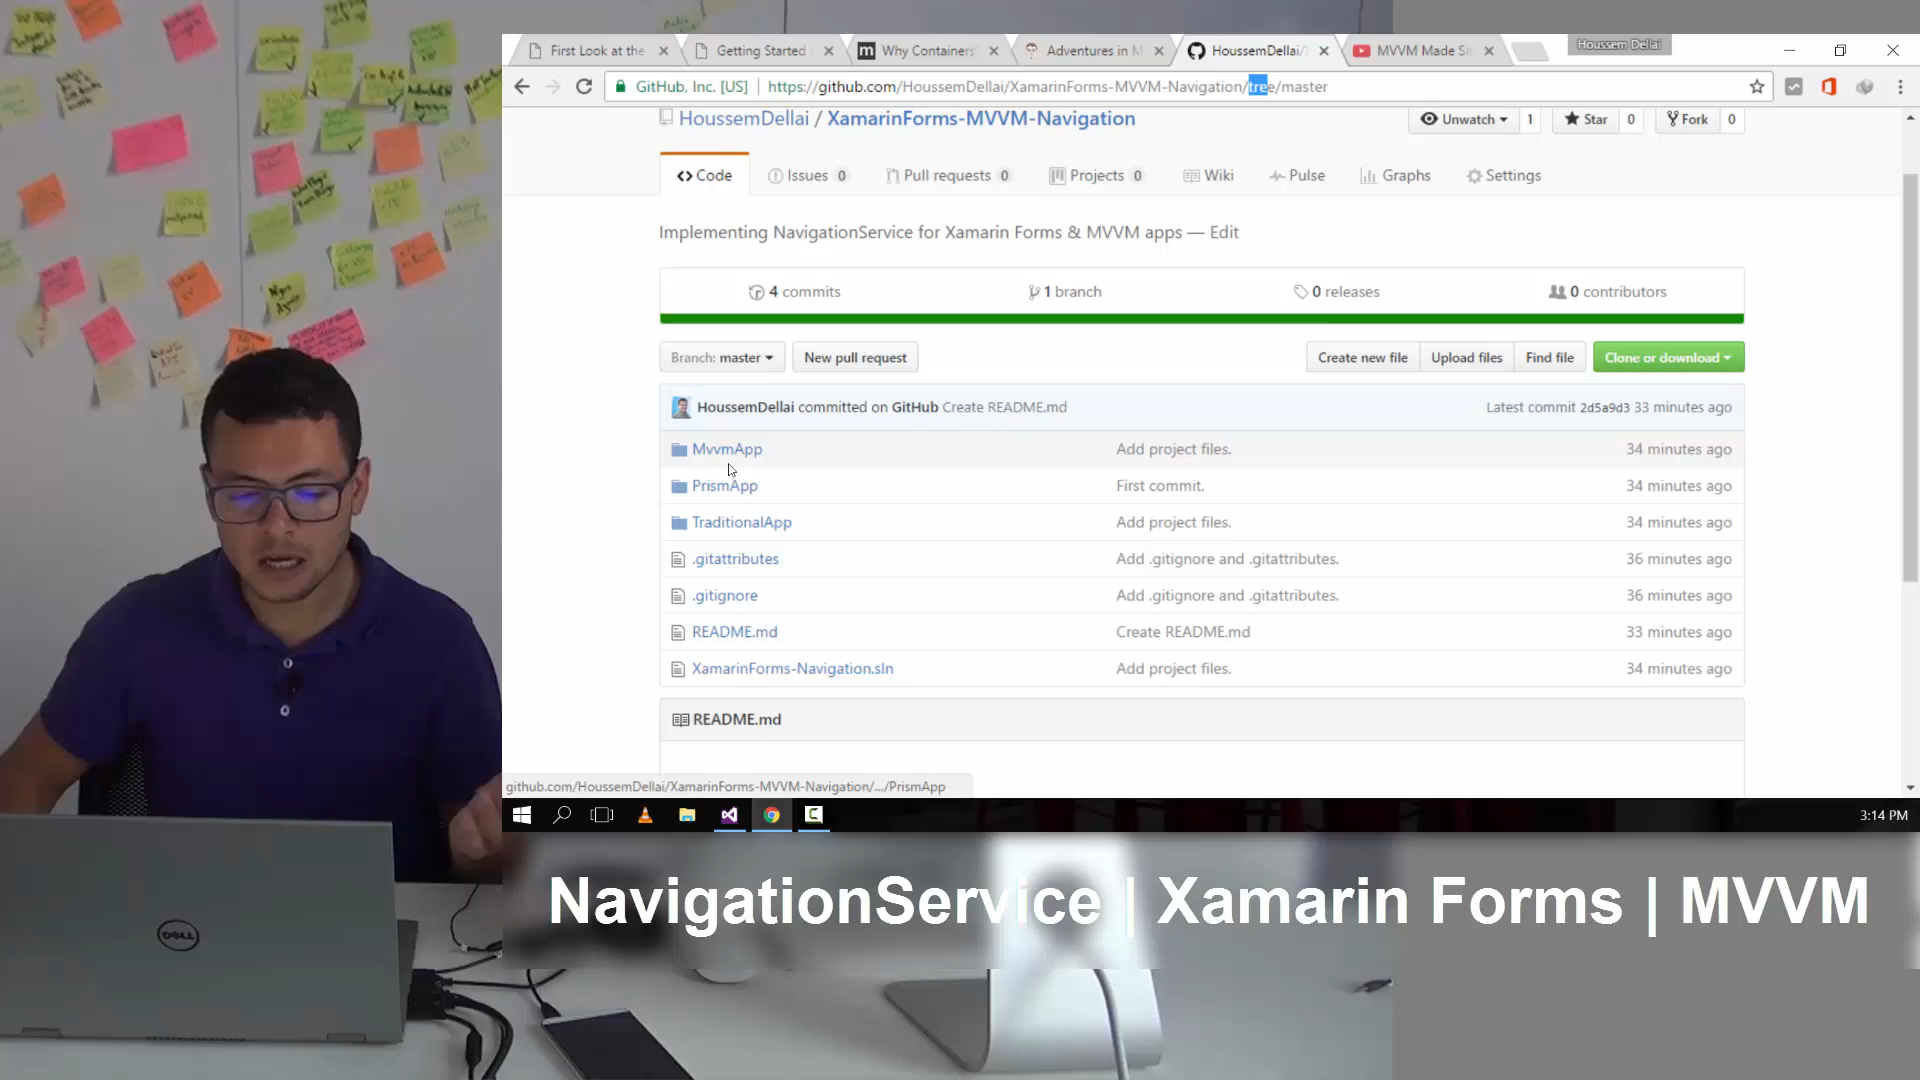 First Look at the
Getting Started
Why Containers
Adventures in M
HoussemDellai/
MVVM Made Si
Houssem Dellai
GitHub, Inc. [US]
https://github.com/HoussemDellai/XamarinForms-MVVM-Navigation/tree/master
HoussemDellai / XamarinForms-MVVM-Navigation
Unwatch 1
Star 0
Fork 0
Code
Issues 0
Pull requests 0
Projects 0
Wiki
Pulse
Graphs
Settings
Implementing NavigationService for Xamarin Forms & MVVM apps — Edit
4 commits
1 branch
0 releases
0 contributors
Branch: master
New pull request
Create new file
Upload files
Find file
Clone or download
HoussemDellai committed on GitHub Create README.md
Latest commit 2d5a9d3 33 minutes ago
MvvmApp Add project files. 34 minutes ago
PrismApp First commit. 34 minutes ago
TraditionalApp Add project files. 34 minutes ago
.gitattributes Add .gitignore and .gitattributes. 36 minutes ago
.gitignore Add .gitignore and .gitattributes. 36 minutes ago
README.md Create README.md 33 minutes ago
XamarinForms-Navigation.sln Add project files. 34 minutes ago
README.md
github.com/HoussemDellai/XamarinForms-MVVM-Navigation/.../PrismApp
3:14 PM
NavigationService | Xamarin Forms | MVVM
DELL